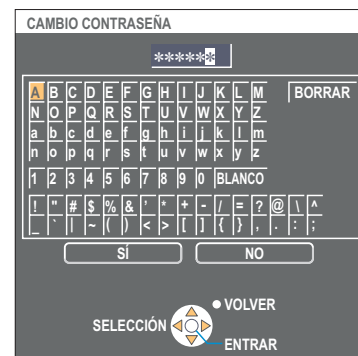 CAMBIO CONTRASEÑA
******
A B C D E F G H I J K L M BORRAR
N O P Q R S T U V W X Y Z
a b c d e f g h i j k l m
n o p q r s t u v w x y z
1 2 3 4 5 6 7 8 9 0 BLANCO
! " # $ % & ' * + - / = ? @ \ ^
_ ` | ~ ( ) < > [ ] { } , . : ;
SÍ NO
VOLVER
SELECCIÓN
ENTRAR